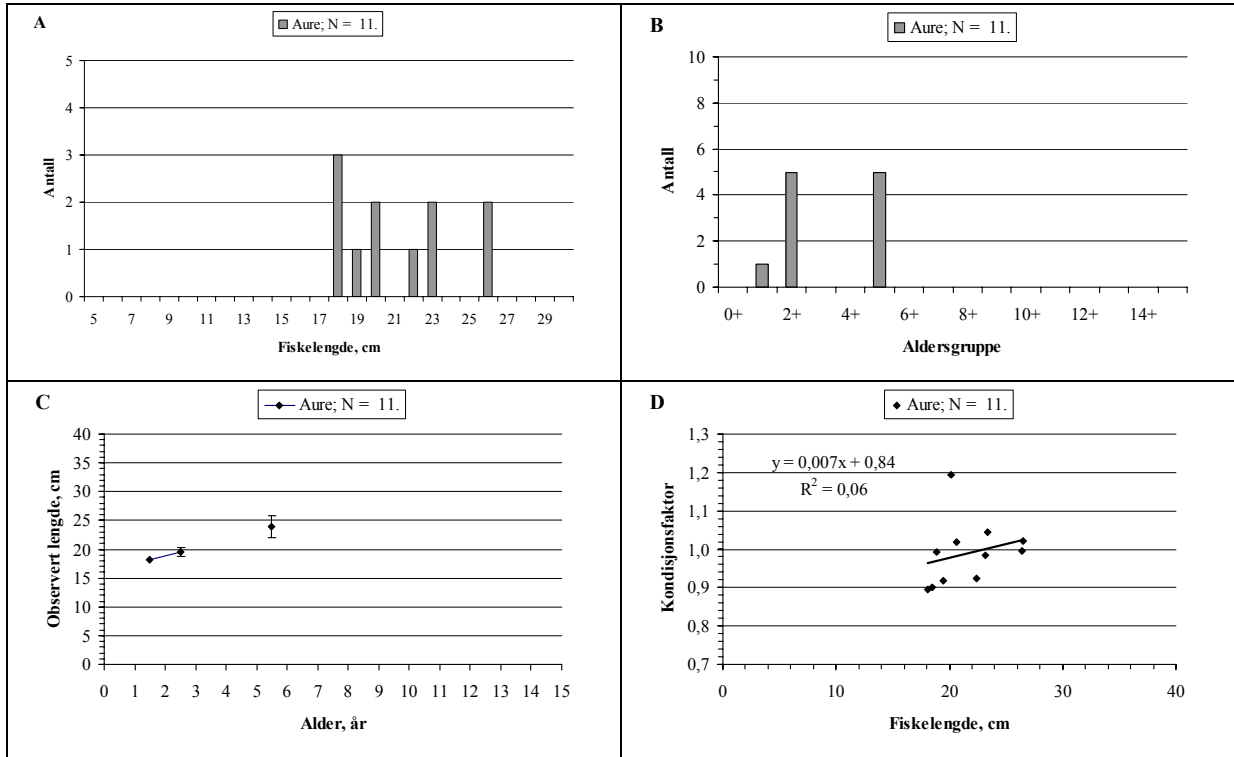 A
Aure; N = 11.
Antall
5
4
3
2
1
0
5 7 9 11 13 15 17 19 21 23 25 27 29
Fiskelengde, cm
B
Aure; N = 11.
Antall
10
8
6
4
2
0
0+ 2+ 4+ 6+ 8+ 10+ 12+ 14+
Aldersgruppe
C
Aure; N = 11.
Observert lengde, cm
40
35
30
25
20
15
10
5
0
0 1 2 3 4 5 6 7 8 9 10 11 12 13 14 15
Alder, år
D
Aure; N = 11.
Kondisjonsfaktor
1,3
1,2
1,1
1,0
0,9
0,8
0,7
y = 0,007x + 0,84
R² = 0,06
0 10 20 30 40
Fiskelengde, cm